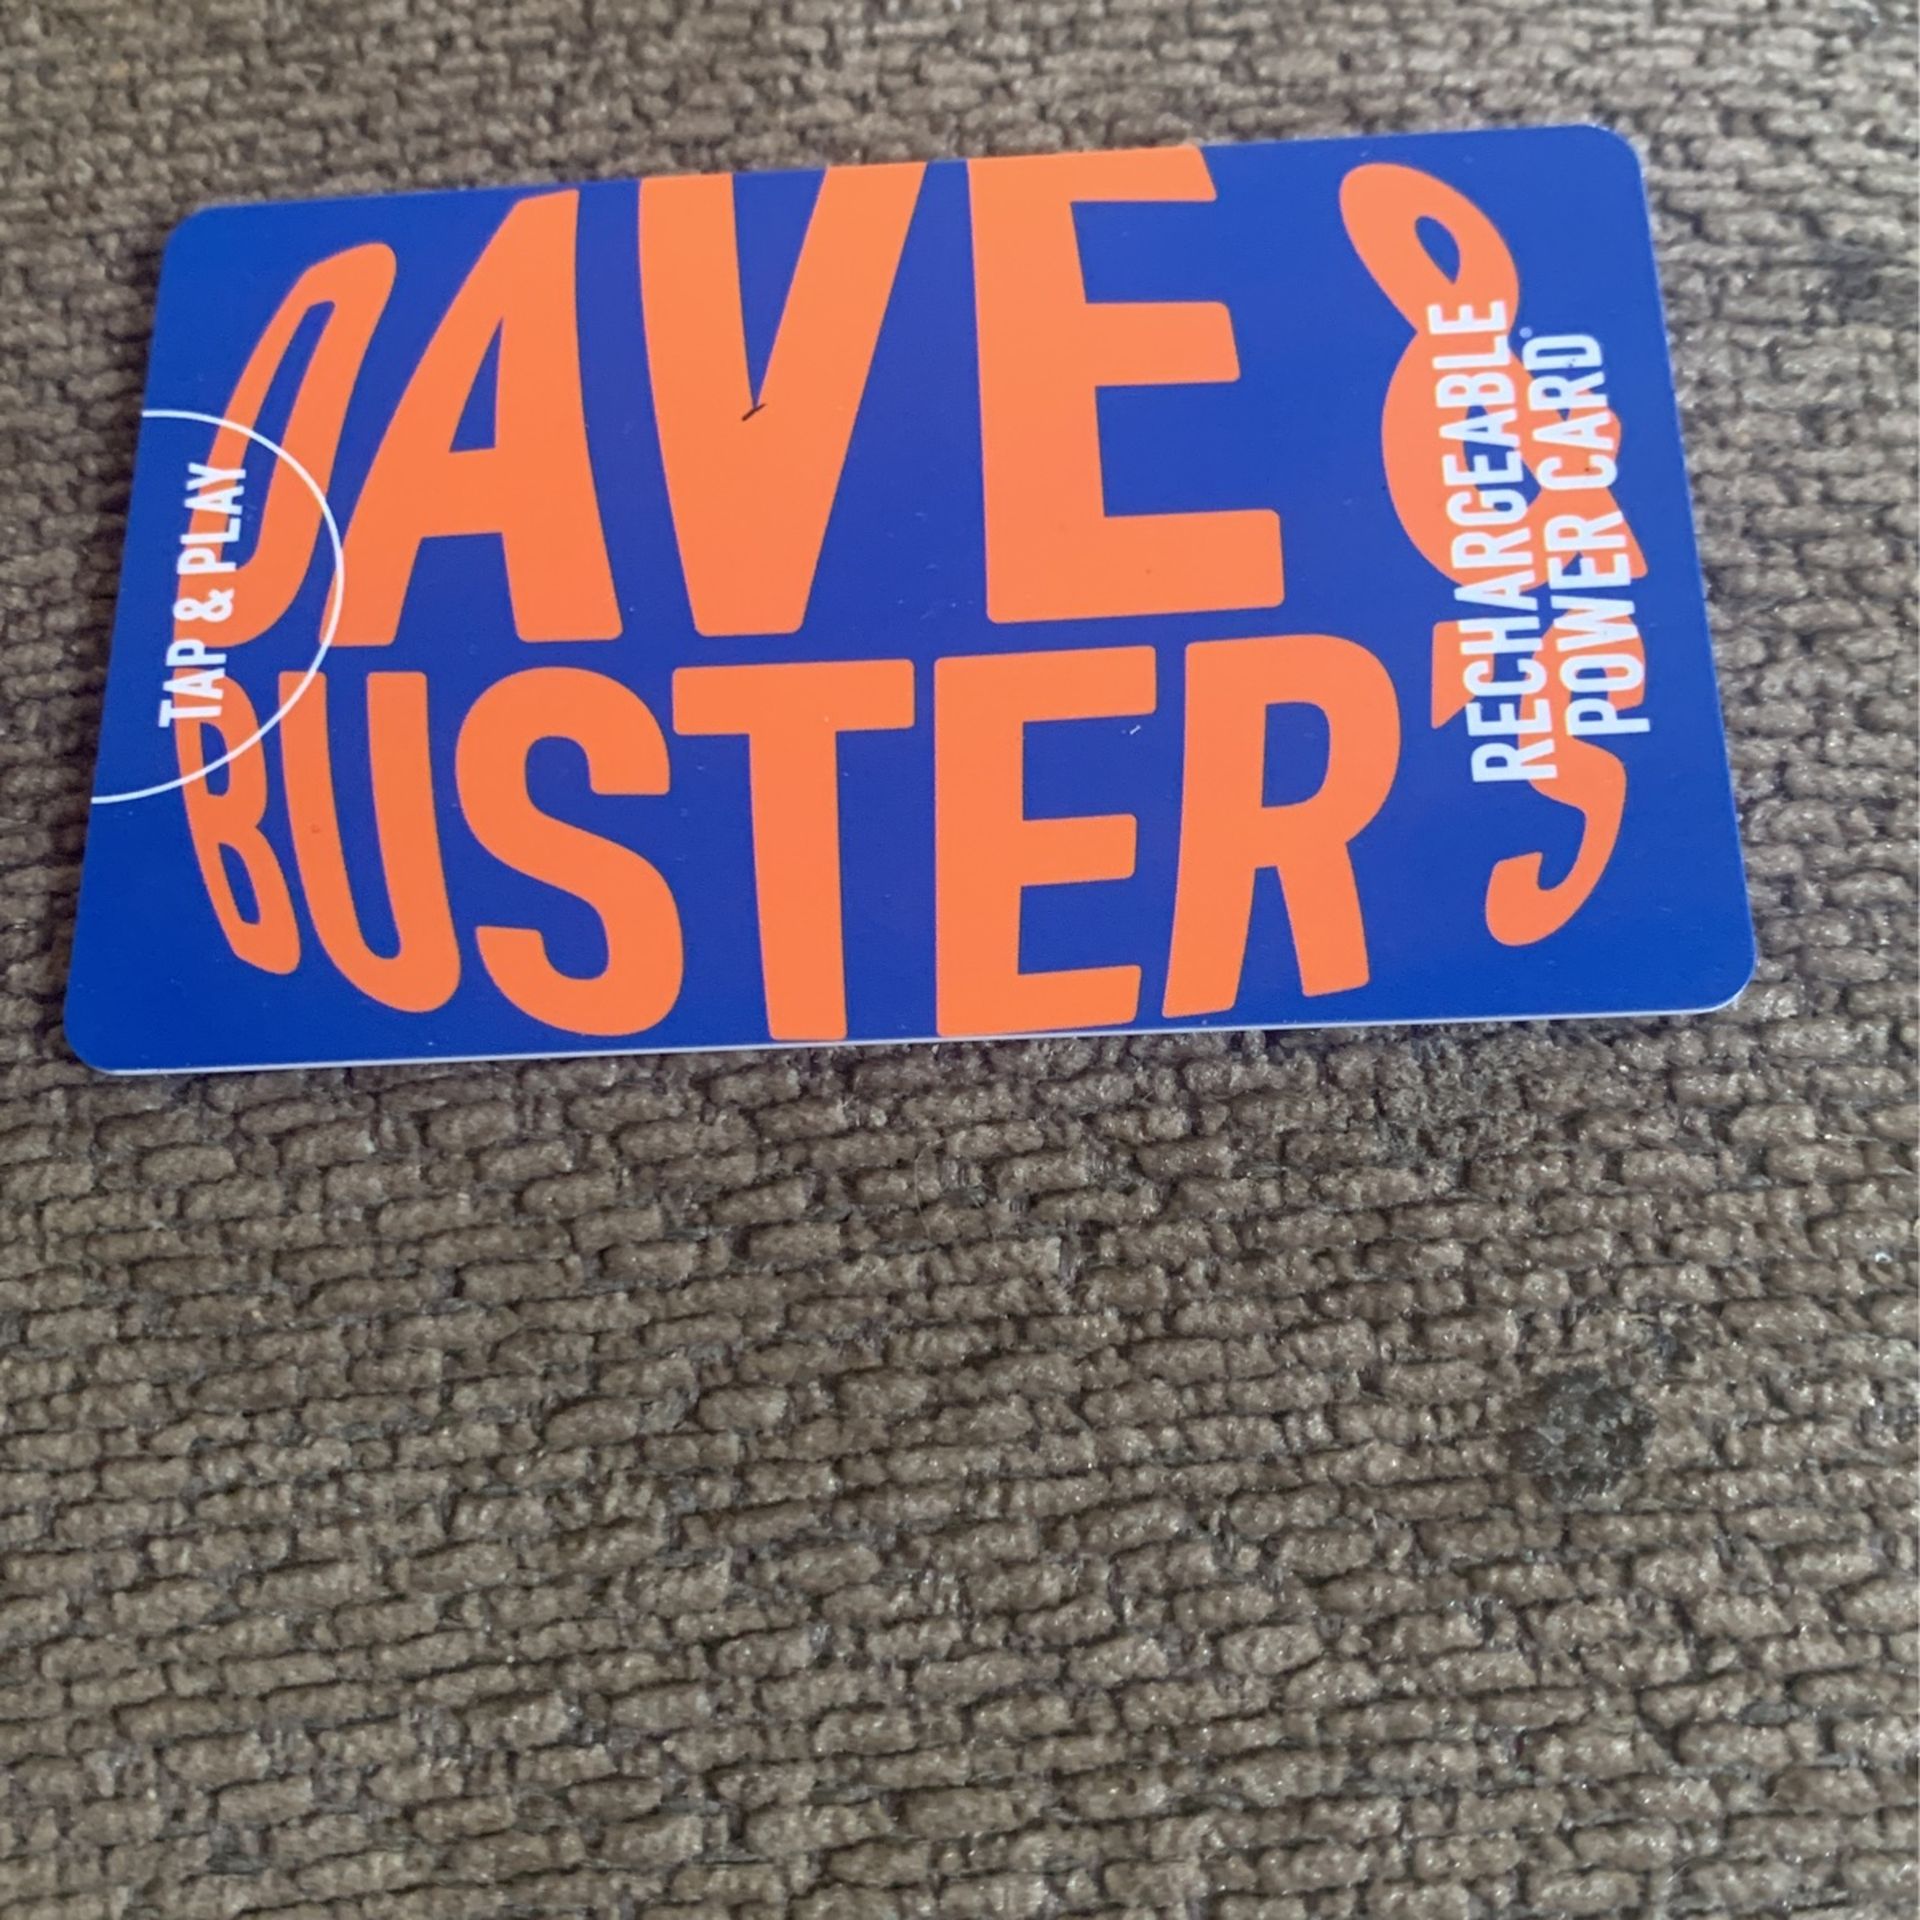 DAVE &
BUSTER'S
TAP & PLAY
RECHARGEABLE
POWER CARD